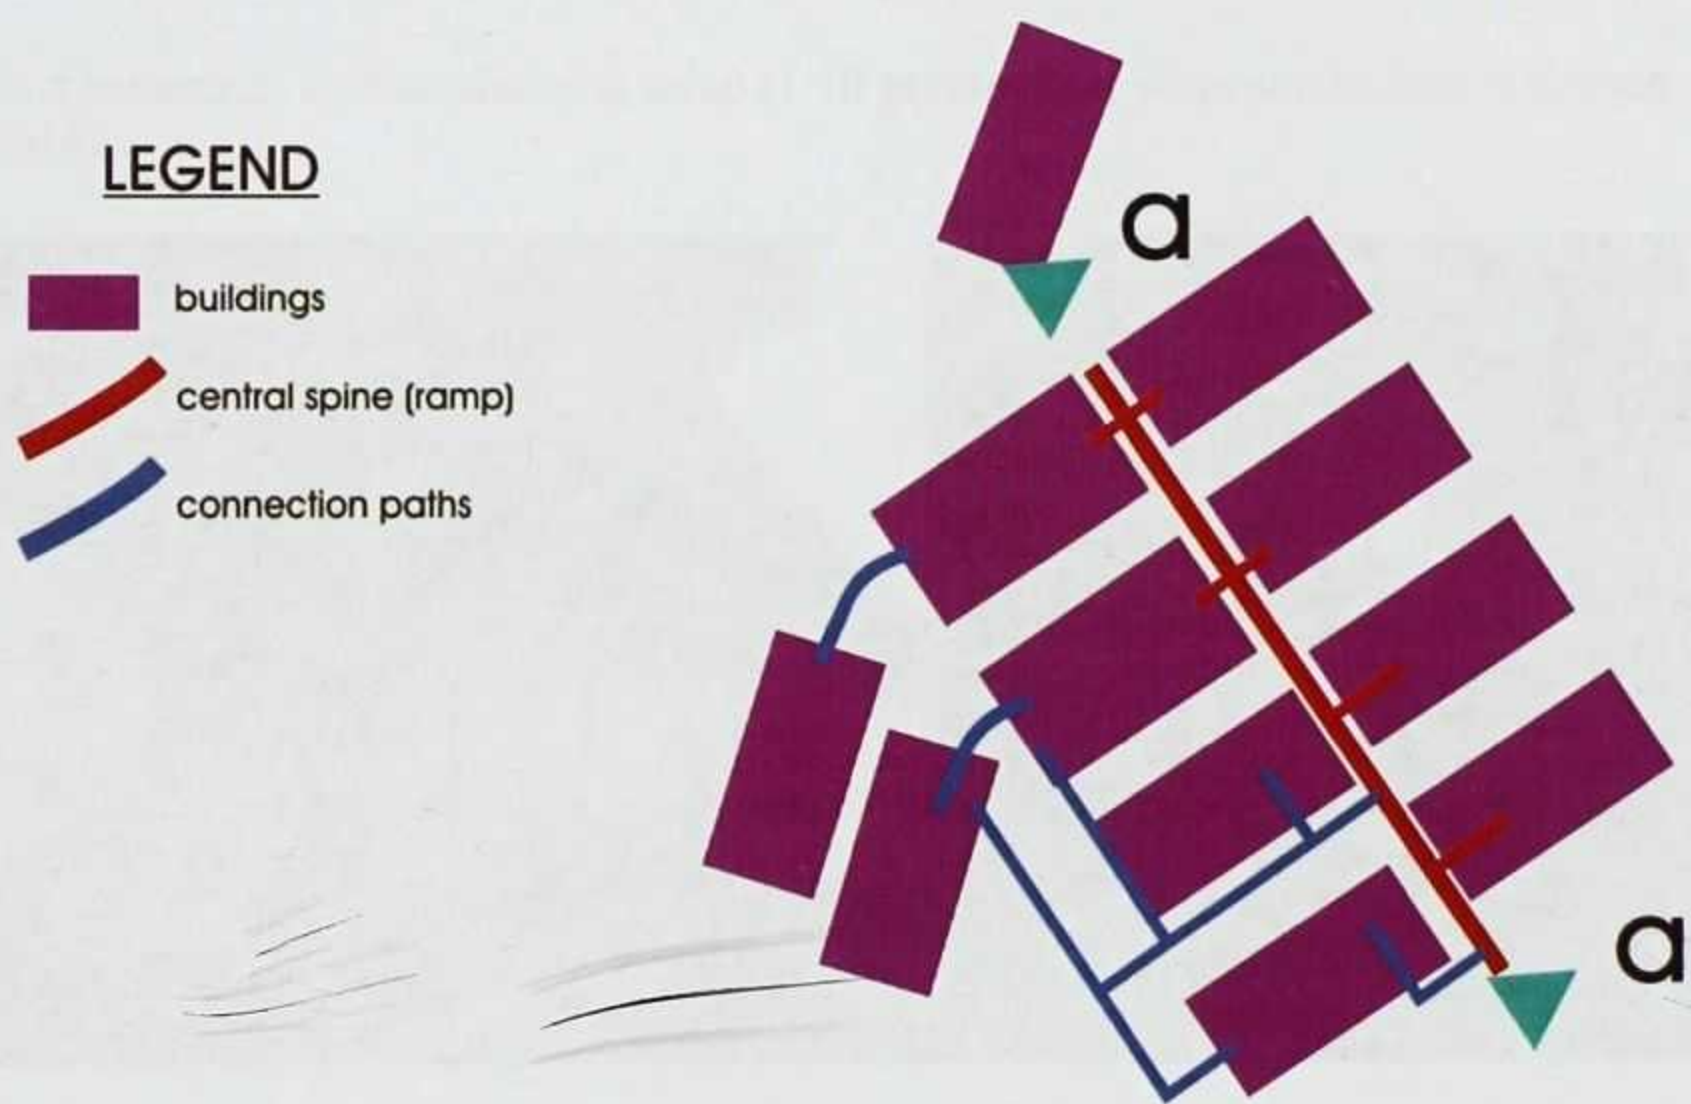 LEGEND
buildings
central spine (ramp)
connection paths
a
a